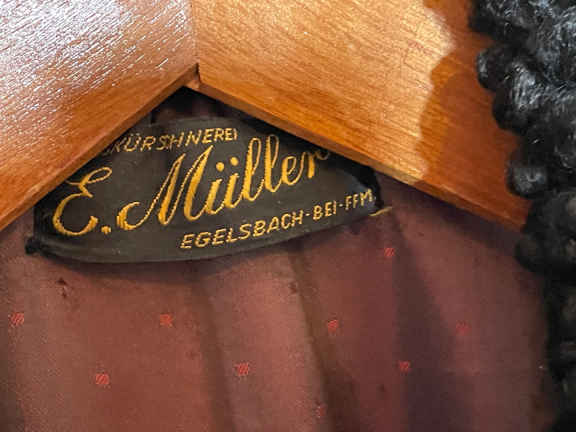 KÜRSCHNEREI
E. Müller
EGELSBACH-BEI-FFM